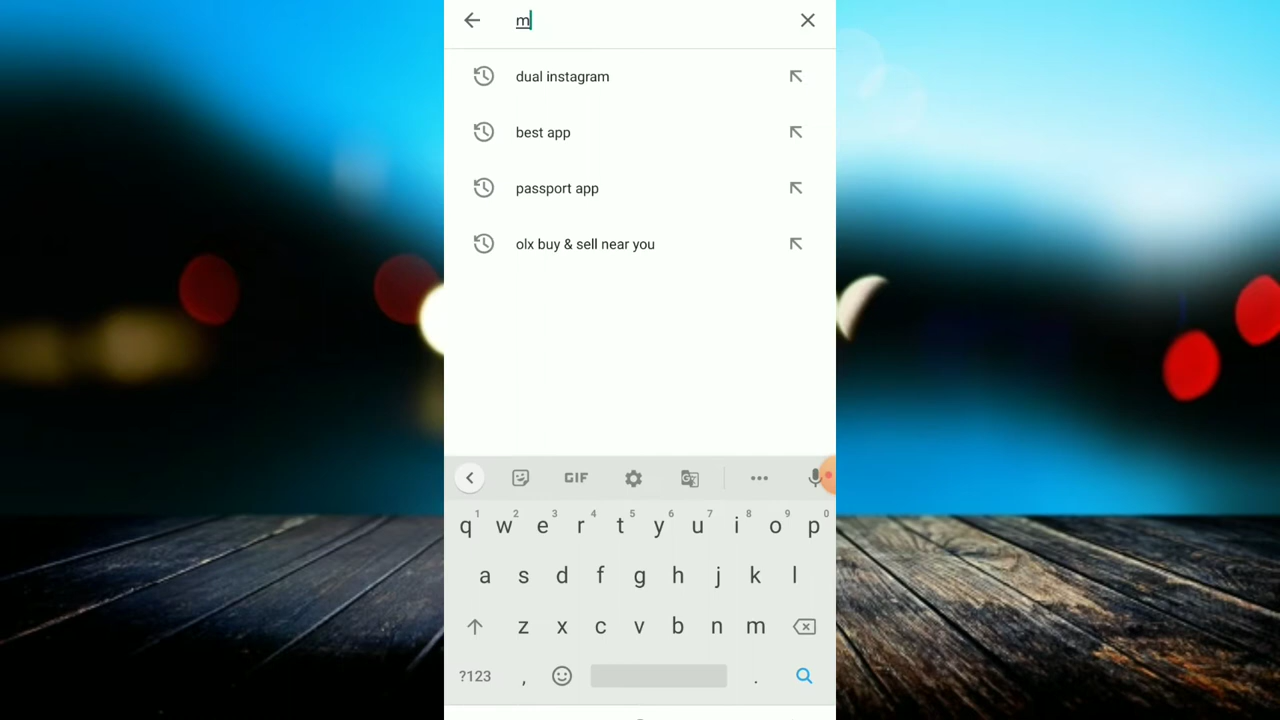 m
dual instagram
best app
passport app
olx buy & sell near you
GIF
1 2 3 4 5 6 7 8 9 0
q w e r t y u i o p
a s d f g h j k l
z x c v b n m
?123 , .